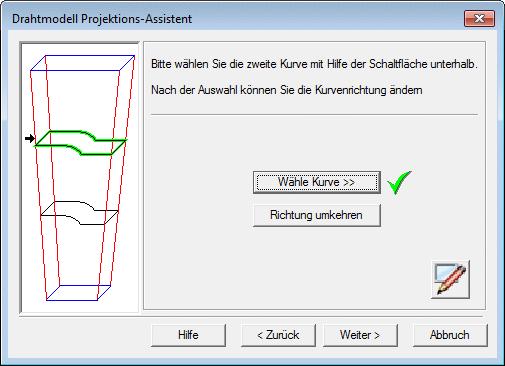 Drahtmodell Projektions-Assistent
Bitte wählen Sie die zweite Kurve mit Hilfe der Schaltfläche unterhalb.
Nach der Auswahl können Sie die Kurvenrichtung ändern
Wähle Kurve >>
Richtung umkehren
Hilfe
< Zurück
Weiter >
Abbruch